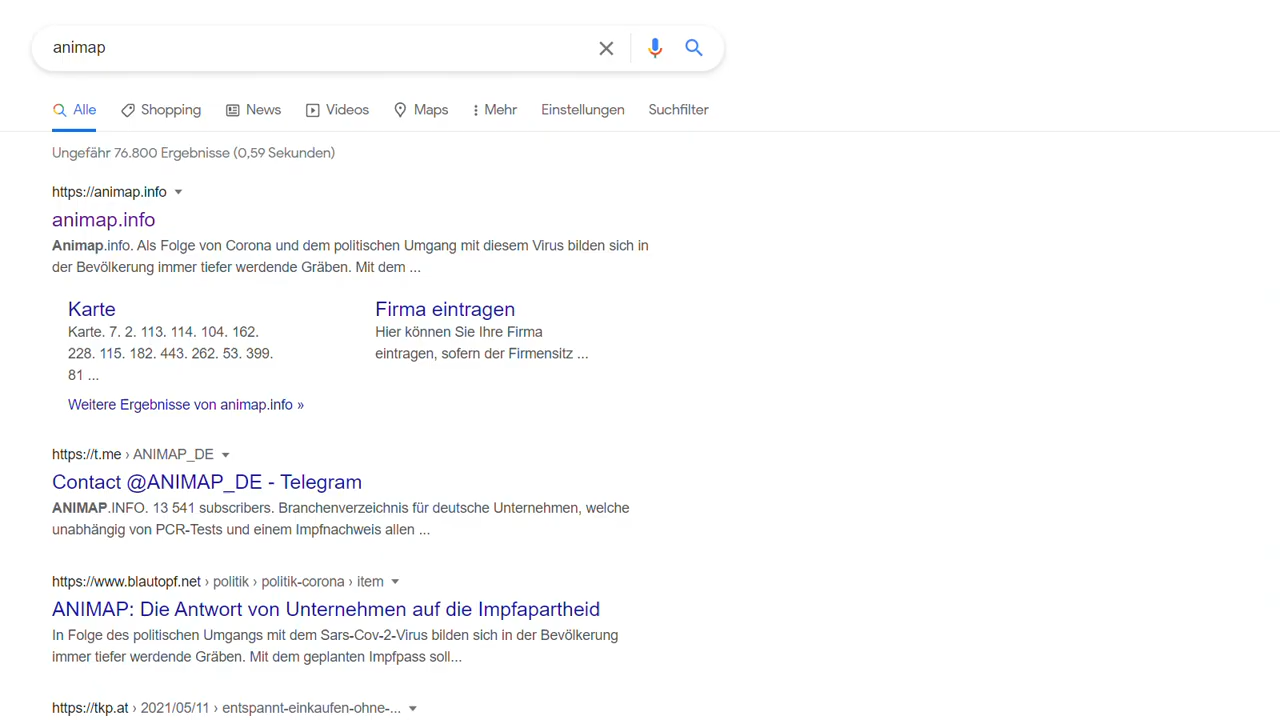 animap
Alle Shopping News Videos Maps Mehr Einstellungen Suchfilter
Ungefähr 76.800 Ergebnisse (0,59 Sekunden)
https://animap.info
animap.info
Animap.info. Als Folge von Corona und dem politischen Umgang mit diesem Virus bilden sich in
der Bevölkerung immer tiefer werdende Gräben. Mit dem ...
Karte
Karte. 7. 2. 113. 114. 104. 162.
228. 115. 182. 443. 262. 53. 399.
81 ...
Firma eintragen
Hier können Sie Ihre Firma
eintragen, sofern der Firmensitz ...
Weitere Ergebnisse von animap.info »
https://t.me › ANIMAP_DE
Contact @ANIMAP_DE - Telegram
ANIMAP.INFO. 13 541 subscribers. Branchenverzeichnis für deutsche Unternehmen, welche
unabhängig von PCR-Tests und einem Impfnachweis allen ...
https://www.blautopf.net › politik › politik-corona › item
ANIMAP: Die Antwort von Unternehmen auf die Impfapartheid
In Folge des politischen Umgangs mit dem Sars-Cov-2-Virus bilden sich in der Bevölkerung
immer tiefer werdende Gräben. Mit dem geplanten Impfpass soll...
https://tkp.at › 2021/05/11 › entspannt-einkaufen-ohne-...